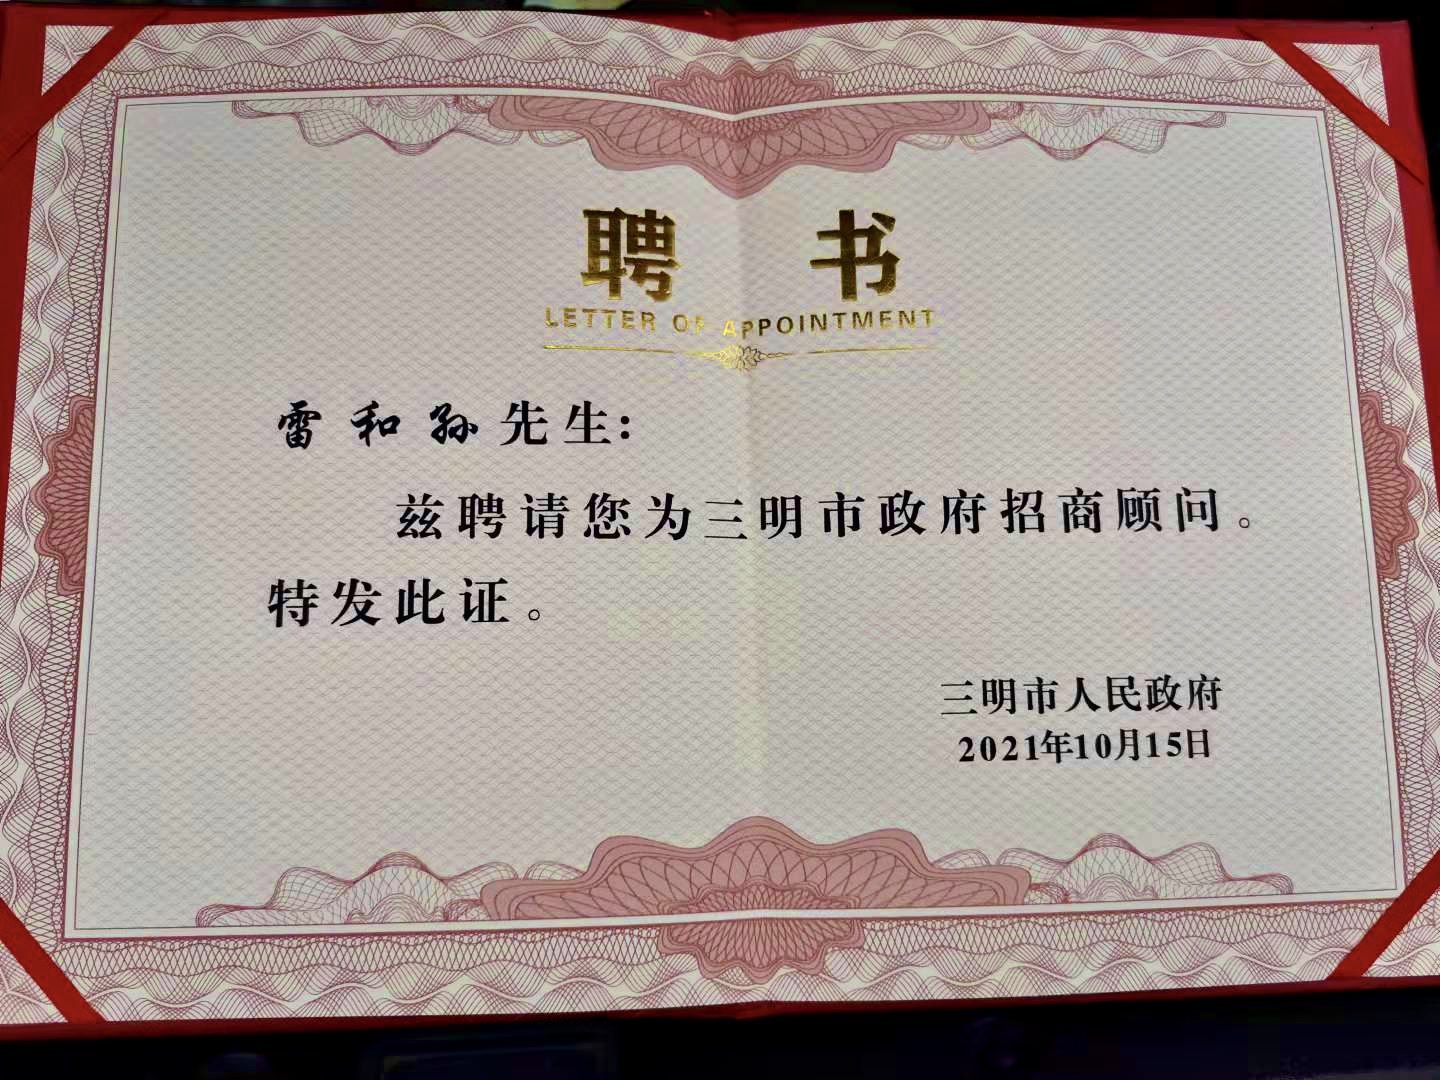 聘 书
LETTER OF APPOINTMENT
雷和孙先生：
兹聘请您为三明市政府招商顾问。
特发此证。
三明市人民政府
2021年10月15日